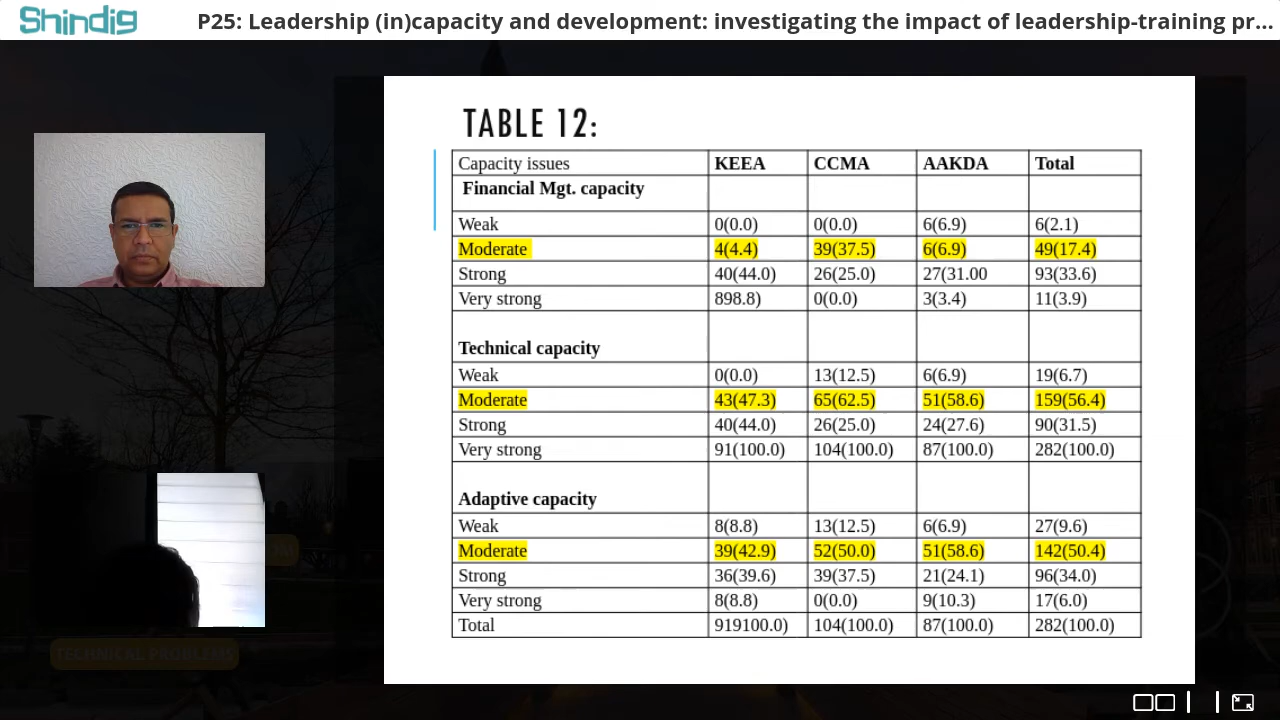 Shindig
P25: Leadership (in)capacity and development: investigating the impact of leadership-training pr...
TABLE 12:
Capacity issues KEEA CCMA AAKDA Total
Financial Mgt. capacity
Weak 0(0.0) 0(0.0) 6(6.9) 6(2.1)
Moderate 4(4.4) 39(37.5) 6(6.9) 49(17.4)
Strong 40(44.0) 26(25.0) 27(31.00 93(33.6)
Very strong 898.8) 0(0.0) 3(3.4) 11(3.9)
Technical capacity
Weak 0(0.0) 13(12.5) 6(6.9) 19(6.7)
Moderate 43(47.3) 65(62.5) 51(58.6) 159(56.4)
Strong 40(44.0) 26(25.0) 24(27.6) 90(31.5)
Very strong 91(100.0) 104(100.0) 87(100.0) 282(100.0)
Adaptive capacity
Weak 8(8.8) 13(12.5) 6(6.9) 27(9.6)
Moderate 39(42.9) 52(50.0) 51(58.6) 142(50.4)
Strong 36(39.6) 39(37.5) 21(24.1) 96(34.0)
Very strong 8(8.8) 0(0.0) 9(10.3) 17(6.0)
Total 919100.0) 104(100.0) 87(100.0) 282(100.0)
TECHNICAL PROBLEMS